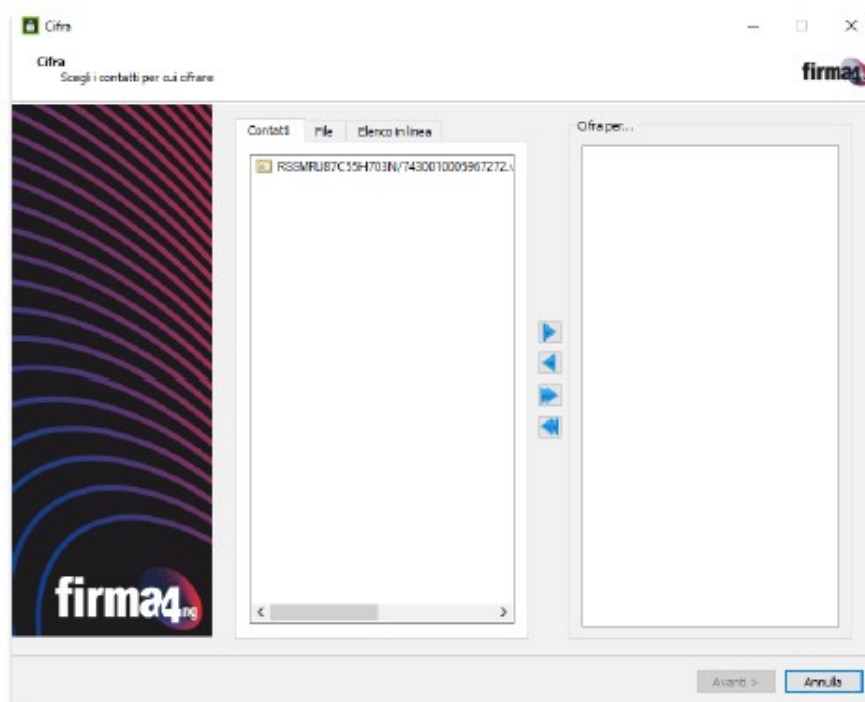 Cifra
Cifra
Scegli i contatti per cui cifrare
firma4
Contatti File Elenco in linea
Cifra per...
RSSMRU87C55H703N/7430010005967272.
firma4ng
Avanti >
Annulla